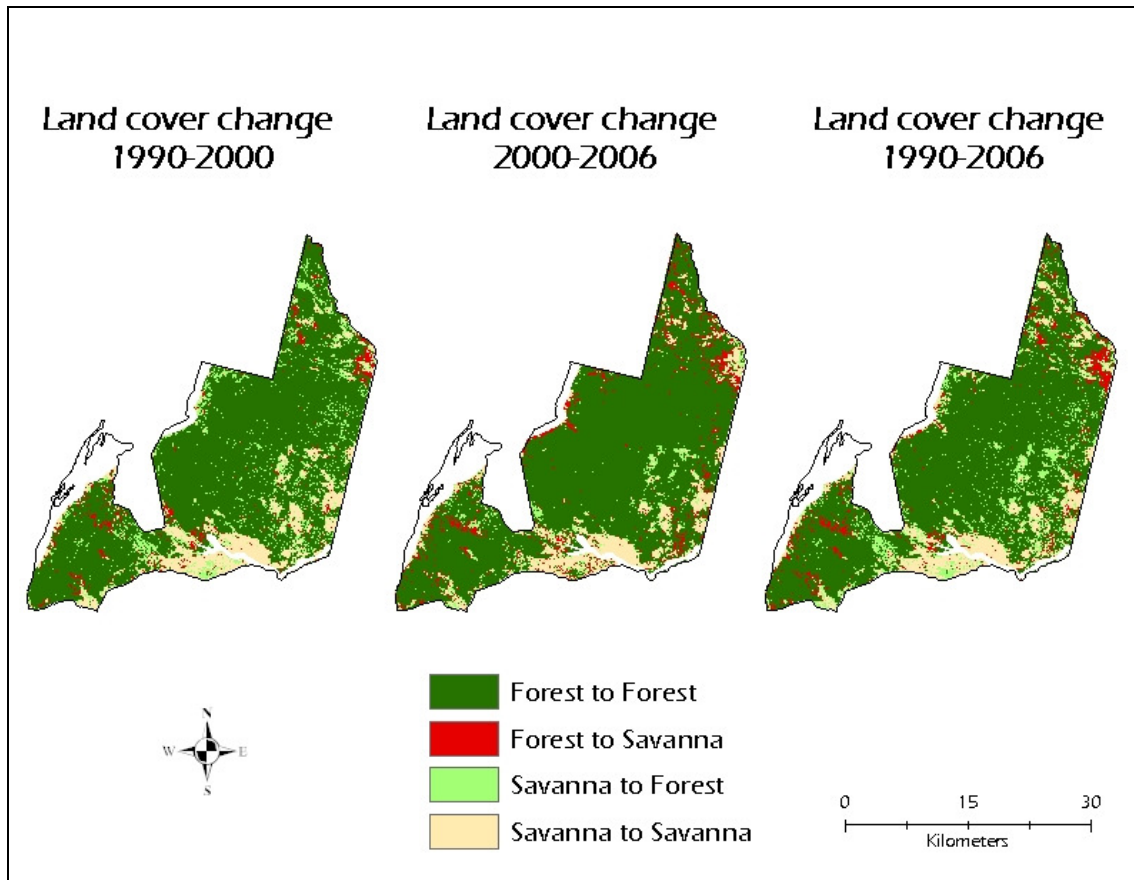 Land cover change
1990-2000
Land cover change
2000-2006
Land cover change
1990-2006
Forest to Forest
Forest to Savanna
Savanna to Forest
Savanna to Savanna
N
W E
S
0 15 30
Kilometers